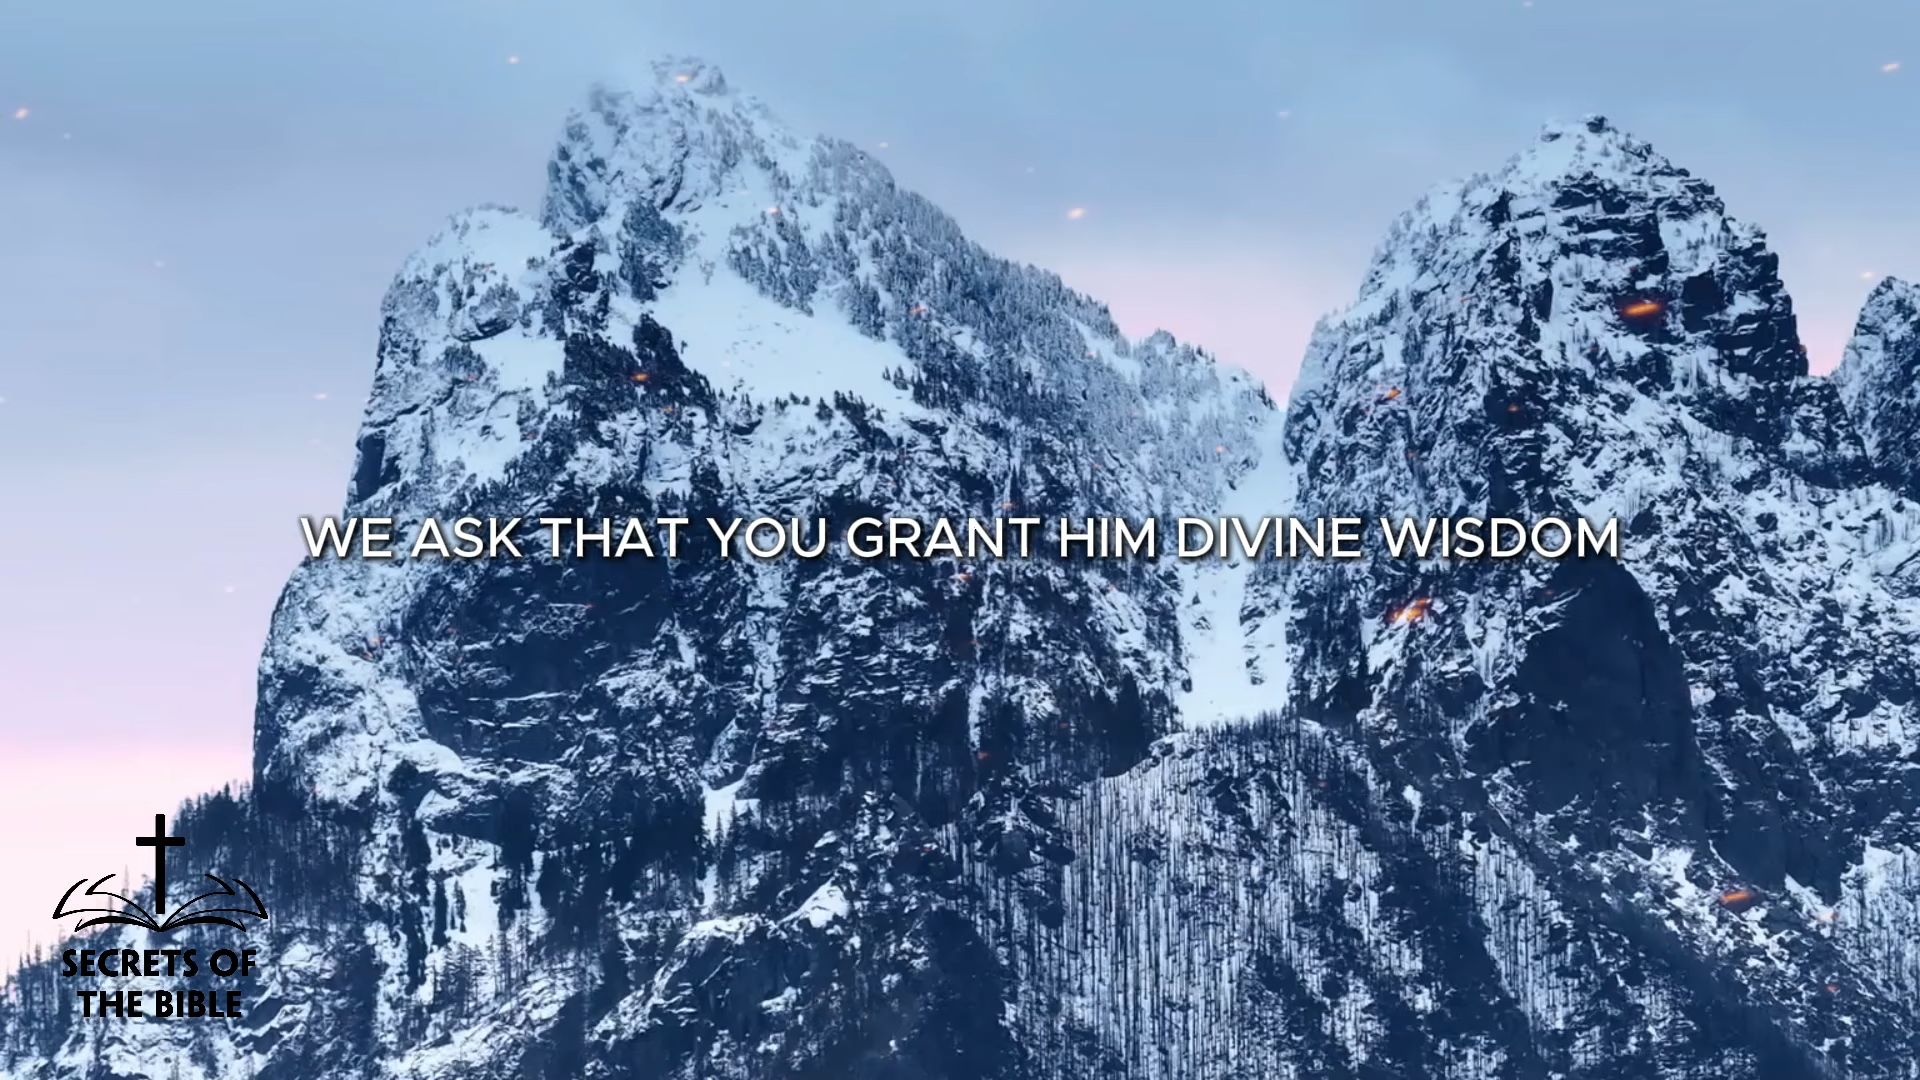 WE ASK THAT YOU GRANT HIM DIVINE WISDOM
SECRETS OF
THE BIBLE